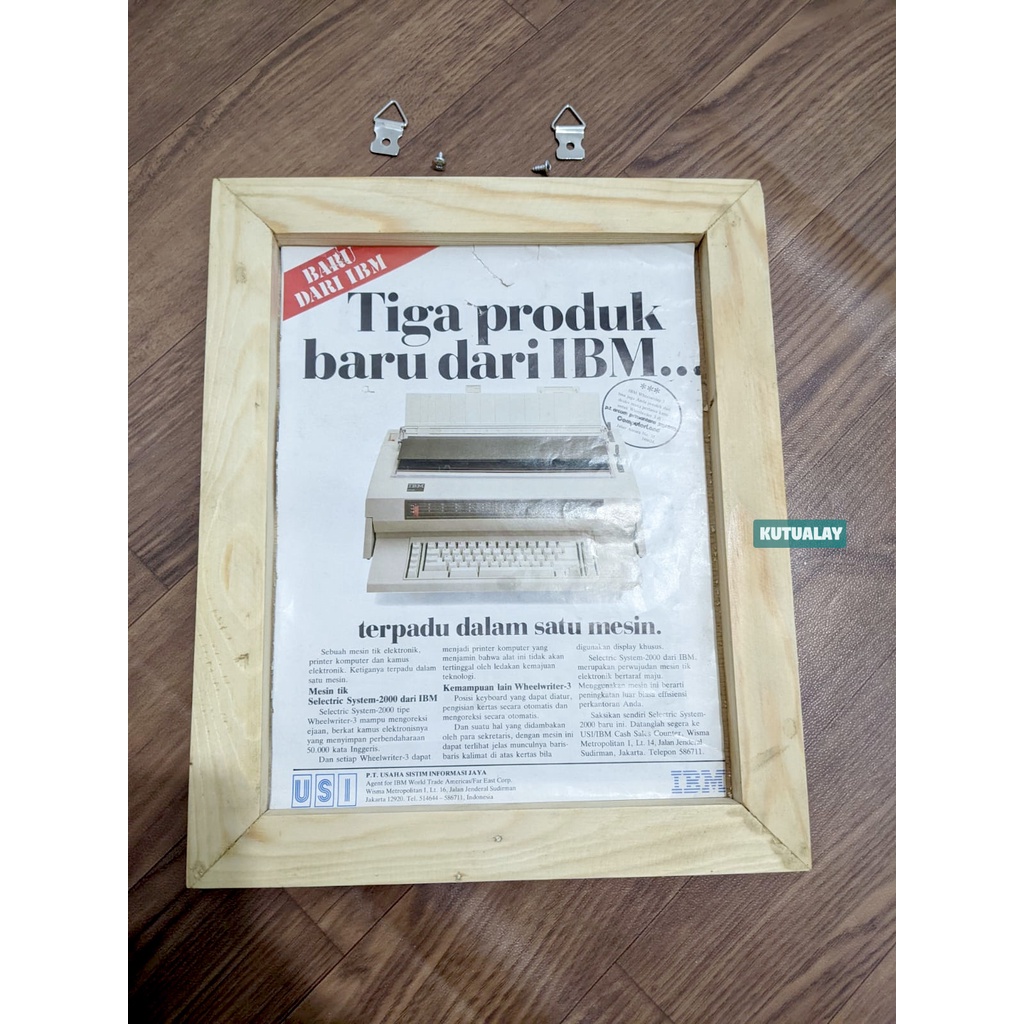 BARU
DARI IBM
Tiga produk
baru dari IBM...
***
ComputerLand
IBM
terpadu dalam satu mesin.
Sebuah mesin tik elektronik,
printer komputer dan kamus
elektronik. Ketiganya terpadu dalam
satu mesin.
Mesin tik
Selectric System-2000 dari IBM
Selectric System-2000 tipe
Wheelwriter-3 mampu mengoreksi
ejaan, berkat kamus elektronisnya
yang menyimpan perbendaharaan
50.000 kata Inggeris.
Dan setiap Wheelwriter-3 dapat
menjadi printer komputer yang
menjamin bahwa alat ini tidak akan
tertinggal oleh ledakan kemajuan
teknologi.
Kemampuan lain Wheelwriter-3
Posisi keyboard yang dapat diatur,
pengisian kertas secara otomatis dan
mengoreksi secara otomatis.
Dan suatu hal yang didambakan
oleh para sekretaris, dengan mesin ini
dapat terlihat jelas munculnya baris-
baris kalimat di atas kertas bila
digunakan display khusus.
Selectric System-2000 dari IBM,
merupakan perwujudan mesin tik
elektronik bertaraf maju.
Menggunakan mesin ini berarti
peningkatan luar biasa effisiensi
perkantoran Anda.
Saksikan sendiri Selectric System-
2000 baru ini. Datanglah segera ke
USI/IBM Cash Sales Counter, Wisma
Metropolitan 1, Lt. 14, Jalan Jenderal
Sudirman, Jakarta. Telepon 586711.
USI
P.T. USAHA SISTIM INFORMASI JAYA
Agent for IBM World Trade Americas/Far East Corp.
Wisma Metropolitan I, Lt. 16, Jalan Jenderal Sudirman
Jakarta 12920. Tel. 514644 - 586711, Indonesia
IBM
KUTUALAY